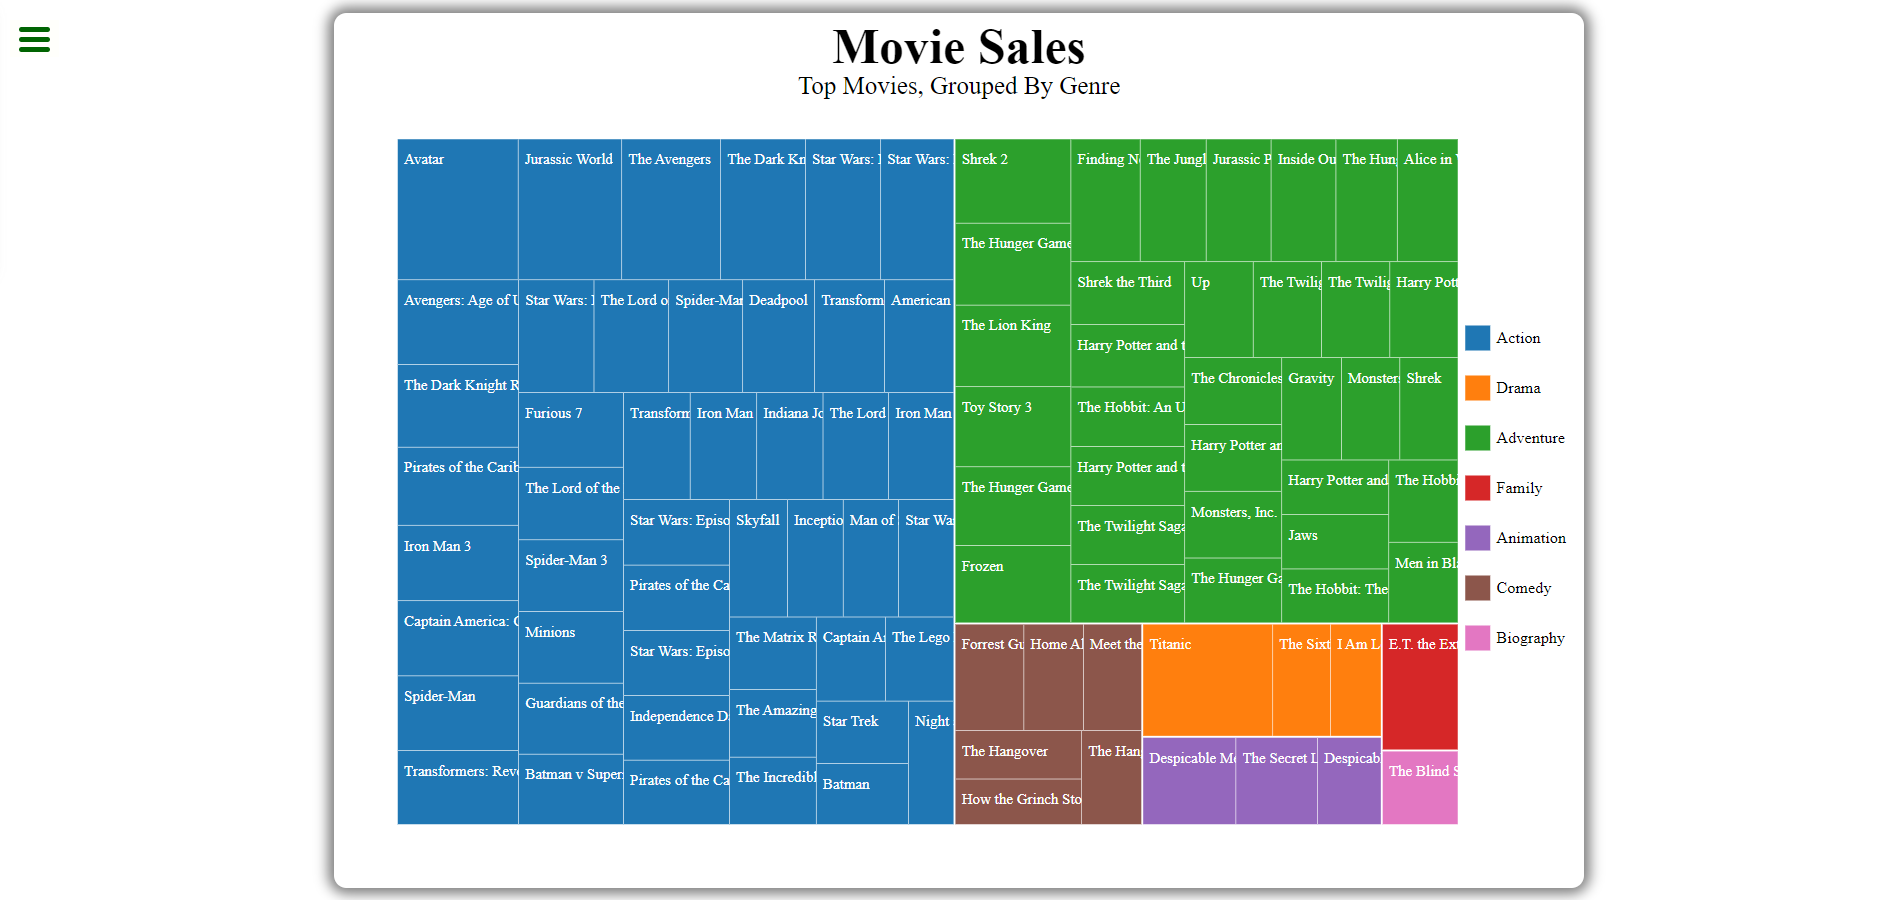 Movie Sales
Top Movies, Grouped By Genre
Avatar
Jurassic World
The Avengers
The Dark Kn
Star Wars:
Star Wars:
Avengers: Age of
Star Wars:
The Lord o
Spider-Man
Deadpool
Transform
American
The Dark Knight R
Pirates of the Carib
Iron Man 3
Captain America:
Spider-Man
Transformers: Reve
Furious 7
Transform
Iron Man
Indiana Jo
The Lord
Iron Man
The Lord of the
Spider-Man 3
Minions
Guardians of the
Batman v Super
Star Wars: Episo
Skyfall
Inceptio
Man of
Star Wa
Pirates of the Ca
Star Wars: Episo
Independence D
Pirates of the Ca
The Matrix R
Captain A
The Lego
The Amazing
The Incredibl
Star Trek
Night
Batman
Shrek 2
Finding N
The Jungl
Jurassic P
Inside Ou
The Hun
Alice in
The Hunger Game
The Lion King
Toy Story 3
The Hunger Game
Frozen
Shrek the Third
Up
The Twilig
The Twilig
Harry Pott
Harry Potter and t
The Hobbit: An U
Harry Potter and t
The Twilight Saga
The Twilight Saga
The Chronicles
Gravity
Monster
Shrek
Harry Potter an
Monsters, Inc.
The Hunger Ga
Harry Potter and
The Hobbi
Jaws
The Hobbit: The
Men in Bla
Forrest Gu
Home Al
Meet the
The Hangover
The Han
How the Grinch Sto
Titanic
The Sixt
I Am L
Despicable Me
The Secret L
Despicab
E.T. the Ext
The Blind S
Action
Drama
Adventure
Family
Animation
Comedy
Biography